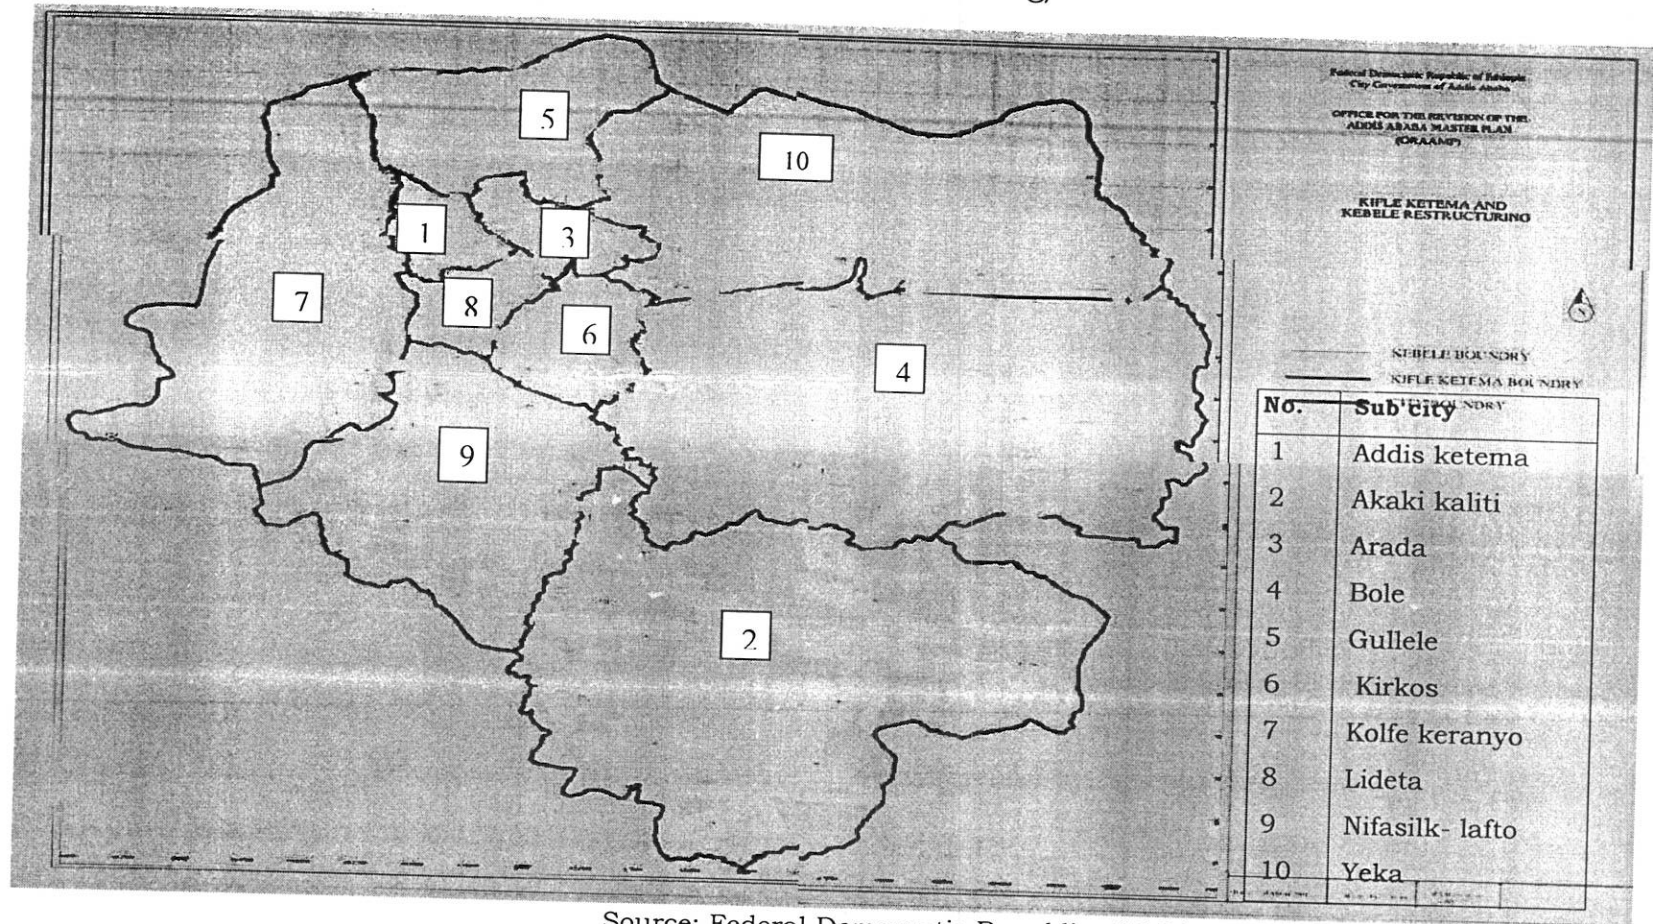 5
10
1
3
7
8
6
4
9
2
Federal Democratic Republic of Ethiopia
City Government of Addis Ababa
OFFICE FOR THE REVISION OF THE
ADDIS ABABA MASTER PLAN
(ORAAMP)
KIFLE KETEMA AND
KEBELE RESTRUCTURING
KEBELE BOUNDRY
KIFLE KETEMA BOUNDRY
No. Sub city
1 Addis ketema
2 Akaki kaliti
3 Arada
4 Bole
5 Gullele
6 Kirkos
7 Kolfe keranyo
8 Lideta
9 Nifasilk- lafto
10 Yeka
Source: Federal